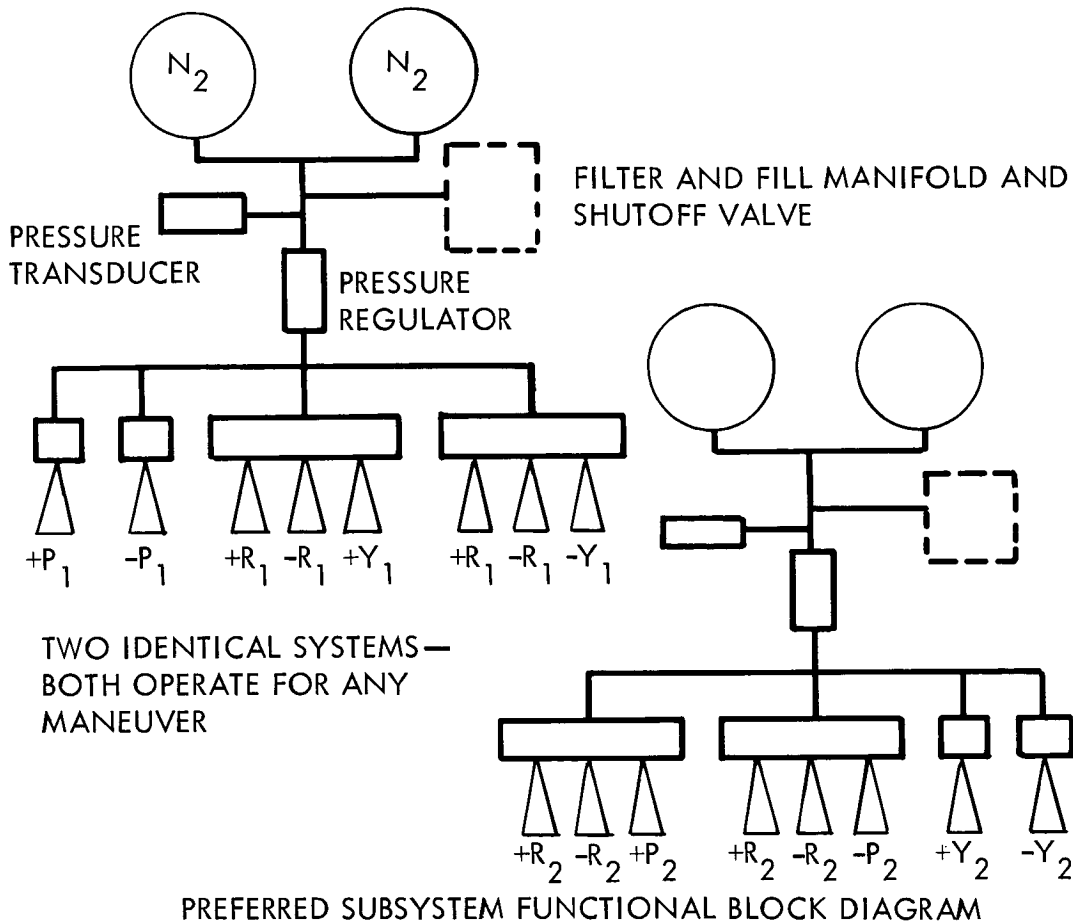 N2 N2
FILTER AND FILL MANIFOLD AND
SHUTOFF VALVE
PRESSURE
TRANSDUCER
PRESSURE
REGULATOR
+P1 -P1 +R1 -R1 +Y1 +R1 -R1 -Y1
TWO IDENTICAL SYSTEMS—
BOTH OPERATE FOR ANY
MANEUVER
+R2 -R2 +P2 +R2 -R2 -P2 +Y2 -Y2
PREFERRED SUBSYSTEM FUNCTIONAL BLOCK DIAGRAM